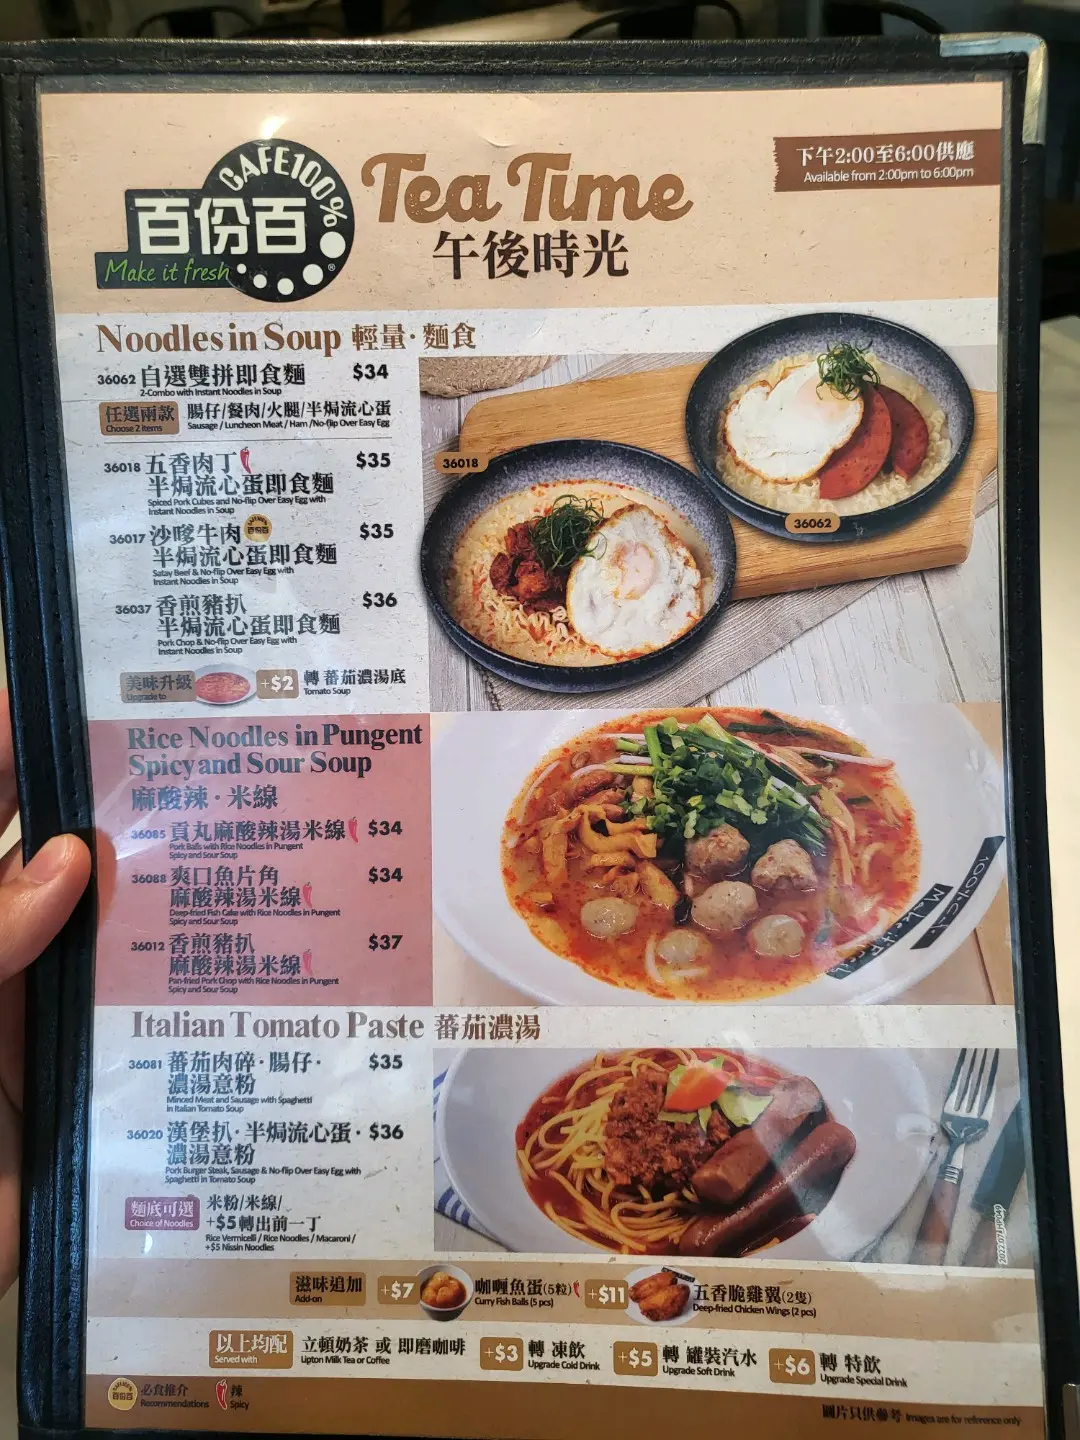 CAFE100%
百份百
Make it fresh
Tea Time
午後時光
下午2:00至6:00供應
Available from 2:00pm to 6:00pm
Noodles in Soup 輕量·麵食
36062 自選雙拼即食麵 $34
2-Combo with Instant Noodles in Soup
任選兩款 腸仔/餐肉/火腿/半焗流心蛋
Choose 2 items Sausage / Luncheon Meat / Ham /No-flip Over Easy Egg
36018 五香肉丁 $35
半焗流心蛋即食麵
Spiced Pork Cubes and No-flip Over Easy Egg with
Instant Noodles in Soup
36017 沙嗲牛肉 百份百 $35
半焗流心蛋即食麵
Satay Beef & No-flip Over Easy Egg with
Instant Noodles in Soup
36037 香煎豬扒 $36
半焗流心蛋即食麵
Pork Chop & No-flip Over Easy Egg with
Instant Noodles in Soup
美味升級 +$2 轉 蕃茄濃湯底
Upgrade to Tomato Soup
36018
36062
Rice Noodles in Pungent
Spicy and Sour Soup
麻酸辣·米線
36085 貢丸麻酸辣湯米線 $34
Pork Balls with Rice Noodles in Pungent
Spicy and Sour Soup
36088 爽口魚片角 $34
麻酸辣湯米線
Deep-fried Fish Cake with Rice Noodles in Pungent
Spicy and Sour Soup
36012 香煎豬扒 $37
麻酸辣湯米線
Pan-fried Pork Chop with Rice Noodles in Pungent
Spicy and Sour Soup
Italian Tomato Paste 蕃茄濃湯
36081 蕃茄肉碎·腸仔· $35
濃湯意粉
Minced Meat and Sausage with Spaghetti
in Italian Tomato Soup
36020 漢堡扒·半焗流心蛋· $36
濃湯意粉
Pork Burger Steak, Sausage & No-flip Over Easy Egg with
Spaghetti in Tomato Soup
麵底可選 米粉/米線/
Choice of Noodles +$5轉出前一丁
Rice Vermicelli / Rice Noodles / Macaroni /
+$5 Nissin Noodles
滋味追加 +$7 咖喱魚蛋(5粒) +$11 五香脆雞翼(2隻)
Add-on Curry Fish Balls (5 pcs) Deep-fried Chicken Wings (2 pcs)
以上均配 立頓奶茶 或 即磨咖啡 +$3 轉 凍飲 +$5 轉 罐裝汽水 +$6 轉 特飲
Served with Lipton Milk Tea or Coffee Upgrade Cold Drink Upgrade Soft Drink Upgrade Special Drink
百份百 必食推介 辣
Recommendations Spicy
圖片只供參考 Images are for reference only